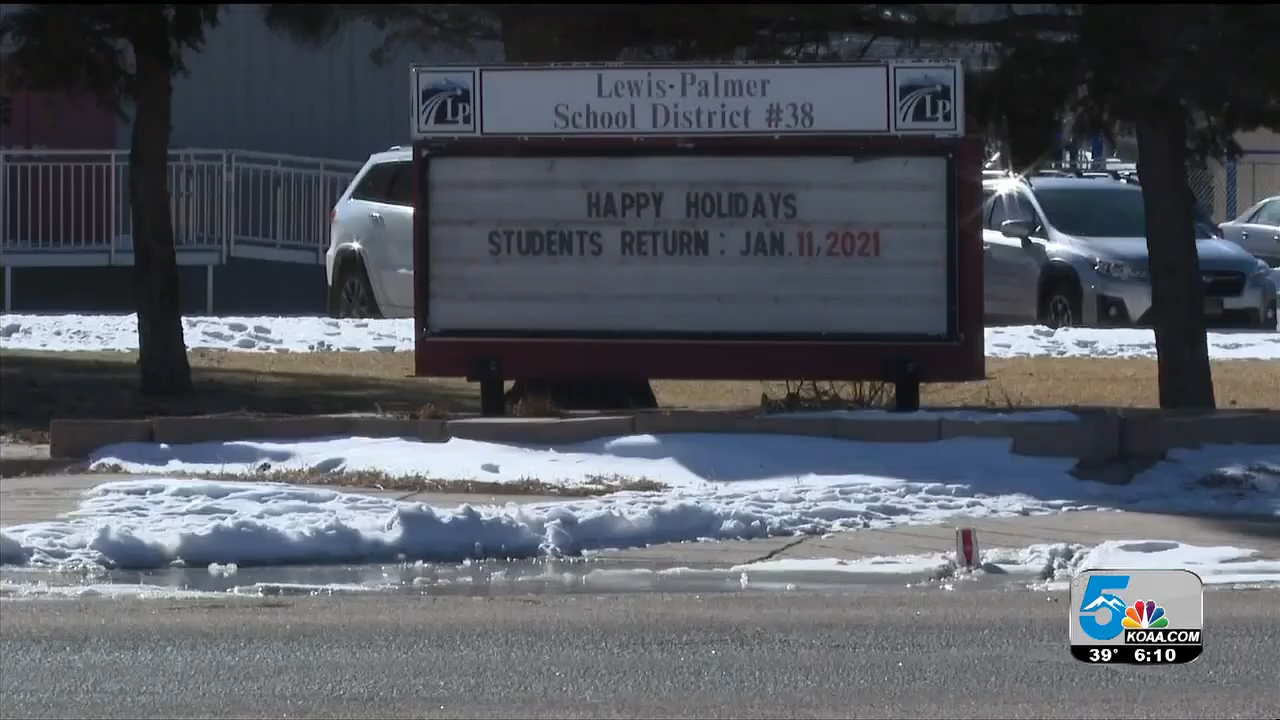 Lewis-Palmer
School District #38
LP
LP
HAPPY HOLIDAYS
STUDENTS RETURN: JAN. 11, 2021
5
KOAA.COM
39° 6:10